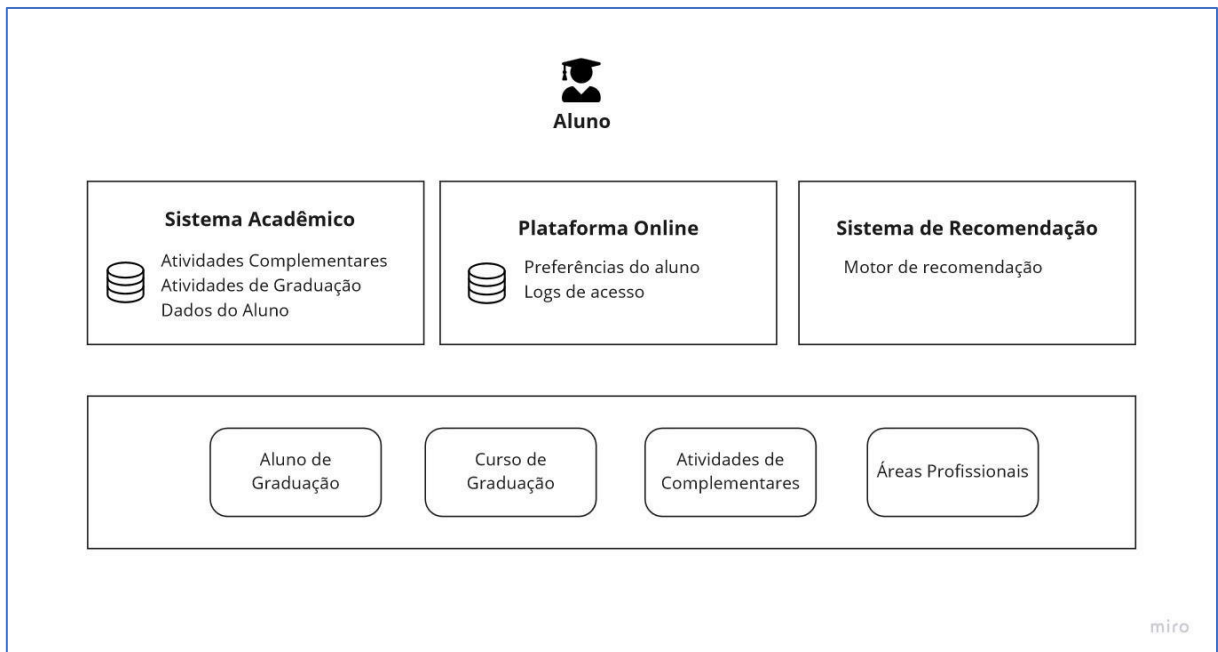 Aluno
Sistema Acadêmico
Atividades Complementares
Atividades de Graduação
Dados do Aluno
Plataforma Online
Preferências do aluno
Logs de acesso
Sistema de Recomendação
Motor de recomendação
Aluno de
Graduação
Curso de
Graduação
Atividades de
Complementares
Áreas Profissionais
miro